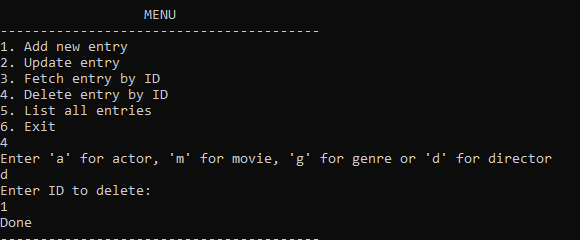 MENU
----------------------------------------
1. Add new entry
2. Update entry
3. Fetch entry by ID
4. Delete entry by ID
5. List all entries
6. Exit
4
Enter 'a' for actor, 'm' for movie, 'g' for genre or 'd' for director
d
Enter ID to delete:
1
Done
----------------------------------------